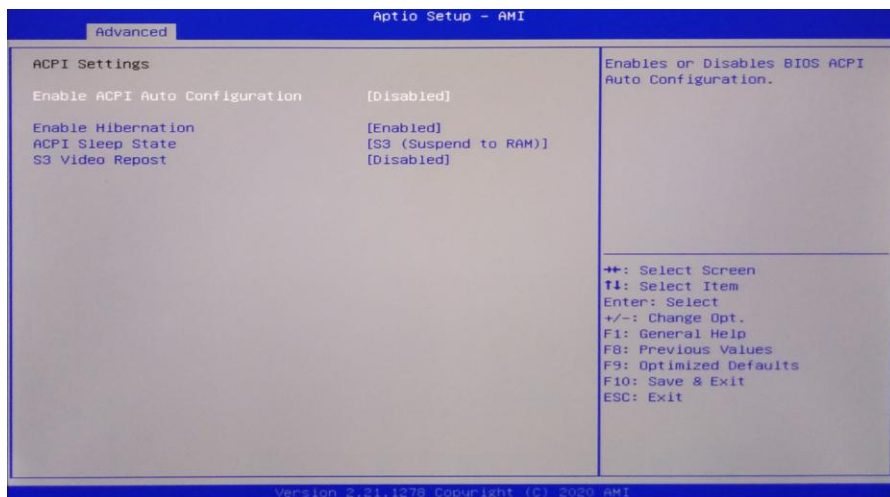 Aptio Setup - AMI
Advanced
ACPI Settings
Enable ACPI Auto Configuration [Disabled]
Enable Hibernation [Enabled]
ACPI Sleep State [S3 (Suspend to RAM)]
S3 Video Repost [Disabled]
Enables or Disables BIOS ACPI
Auto Configuration.
→←: Select Screen
↑↓: Select Item
Enter: Select
+/-: Change Opt.
F1: General Help
F8: Previous Values
F9: Optimized Defaults
F10: Save & Exit
ESC: Exit
Version 2.21.1278 Copyright (C) 2020 AMI